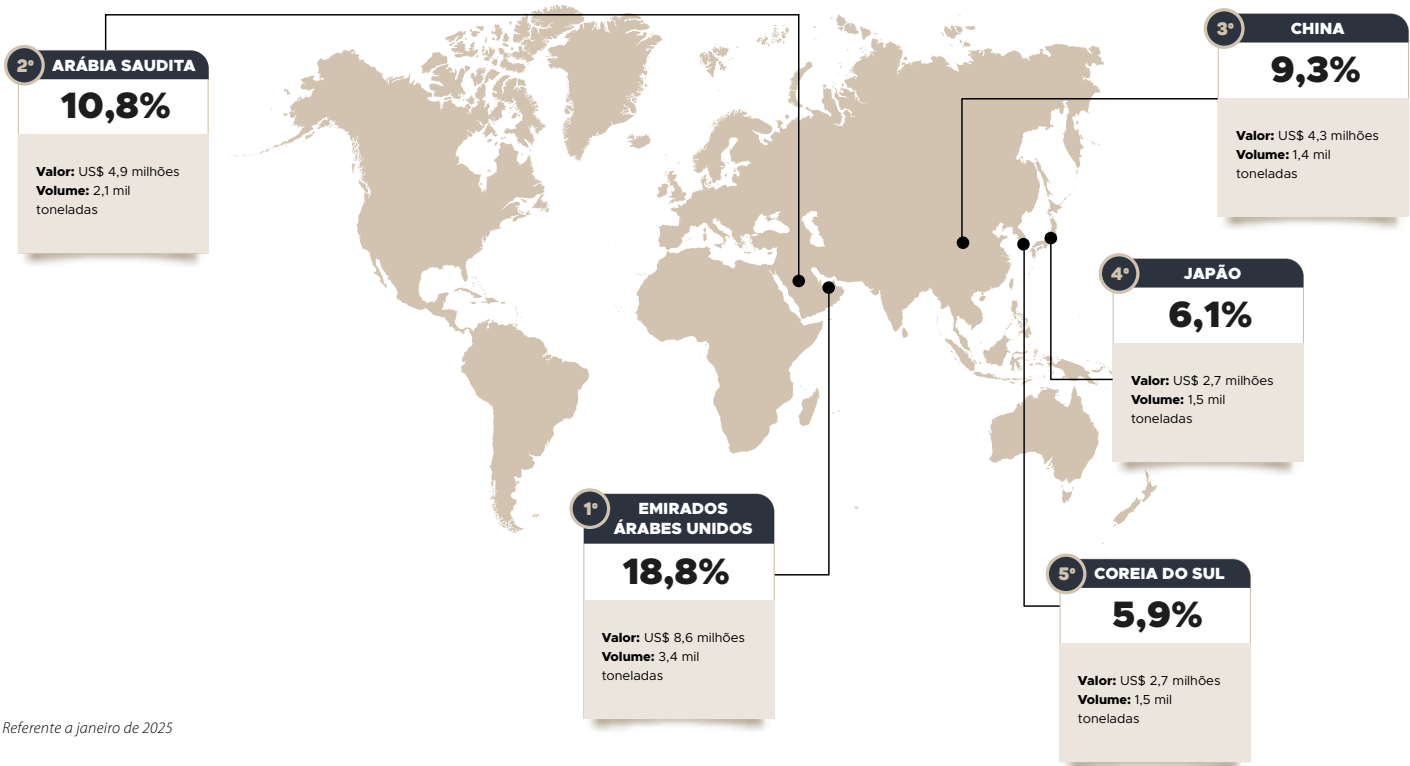 2º ARÁBIA SAUDITA
10,8%
Valor: US$ 4,9 milhões
Volume: 2,1 mil
toneladas
3º CHINA
9,3%
Valor: US$ 4,3 milhões
Volume: 1,4 mil
toneladas
4º JAPÃO
6,1%
Valor: US$ 2,7 milhões
Volume: 1,5 mil
toneladas
1º EMIRADOS
ÁRABES UNIDOS
18,8%
Valor: US$ 8,6 milhões
Volume: 3,4 mil
toneladas
5º COREIA DO SUL
5,9%
Valor: US$ 2,7 milhões
Volume: 1,5 mil
toneladas
Referente a janeiro de 2025